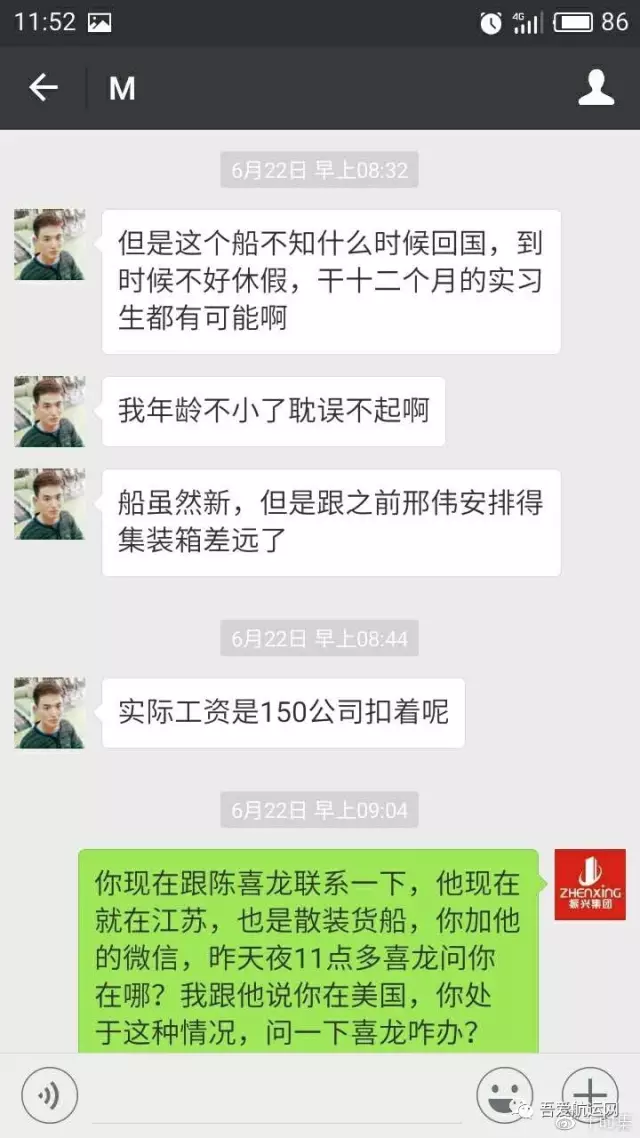 11:52
4G
86
M
6月22日 早上08:32
但是这个船不知什么时候回国，到
时候不好休假，干十二个月的实习
生都有可能啊
我年龄不小了耽误不起啊
船虽然新，但是跟之前邢伟安排得
集装箱差远了
6月22日 早上08:44
实际工资是150公司扣着呢
6月22日 早上09:04
你现在跟陈喜龙联系一下，他现在
就在江苏，也是散装货船，你加他
的微信，昨天夜11点多喜龙问你
在哪？我跟他说你在美国，你处
于这种情况，问一下喜龙咋办？
ZHENXING
振兴集团
吾爱航运网